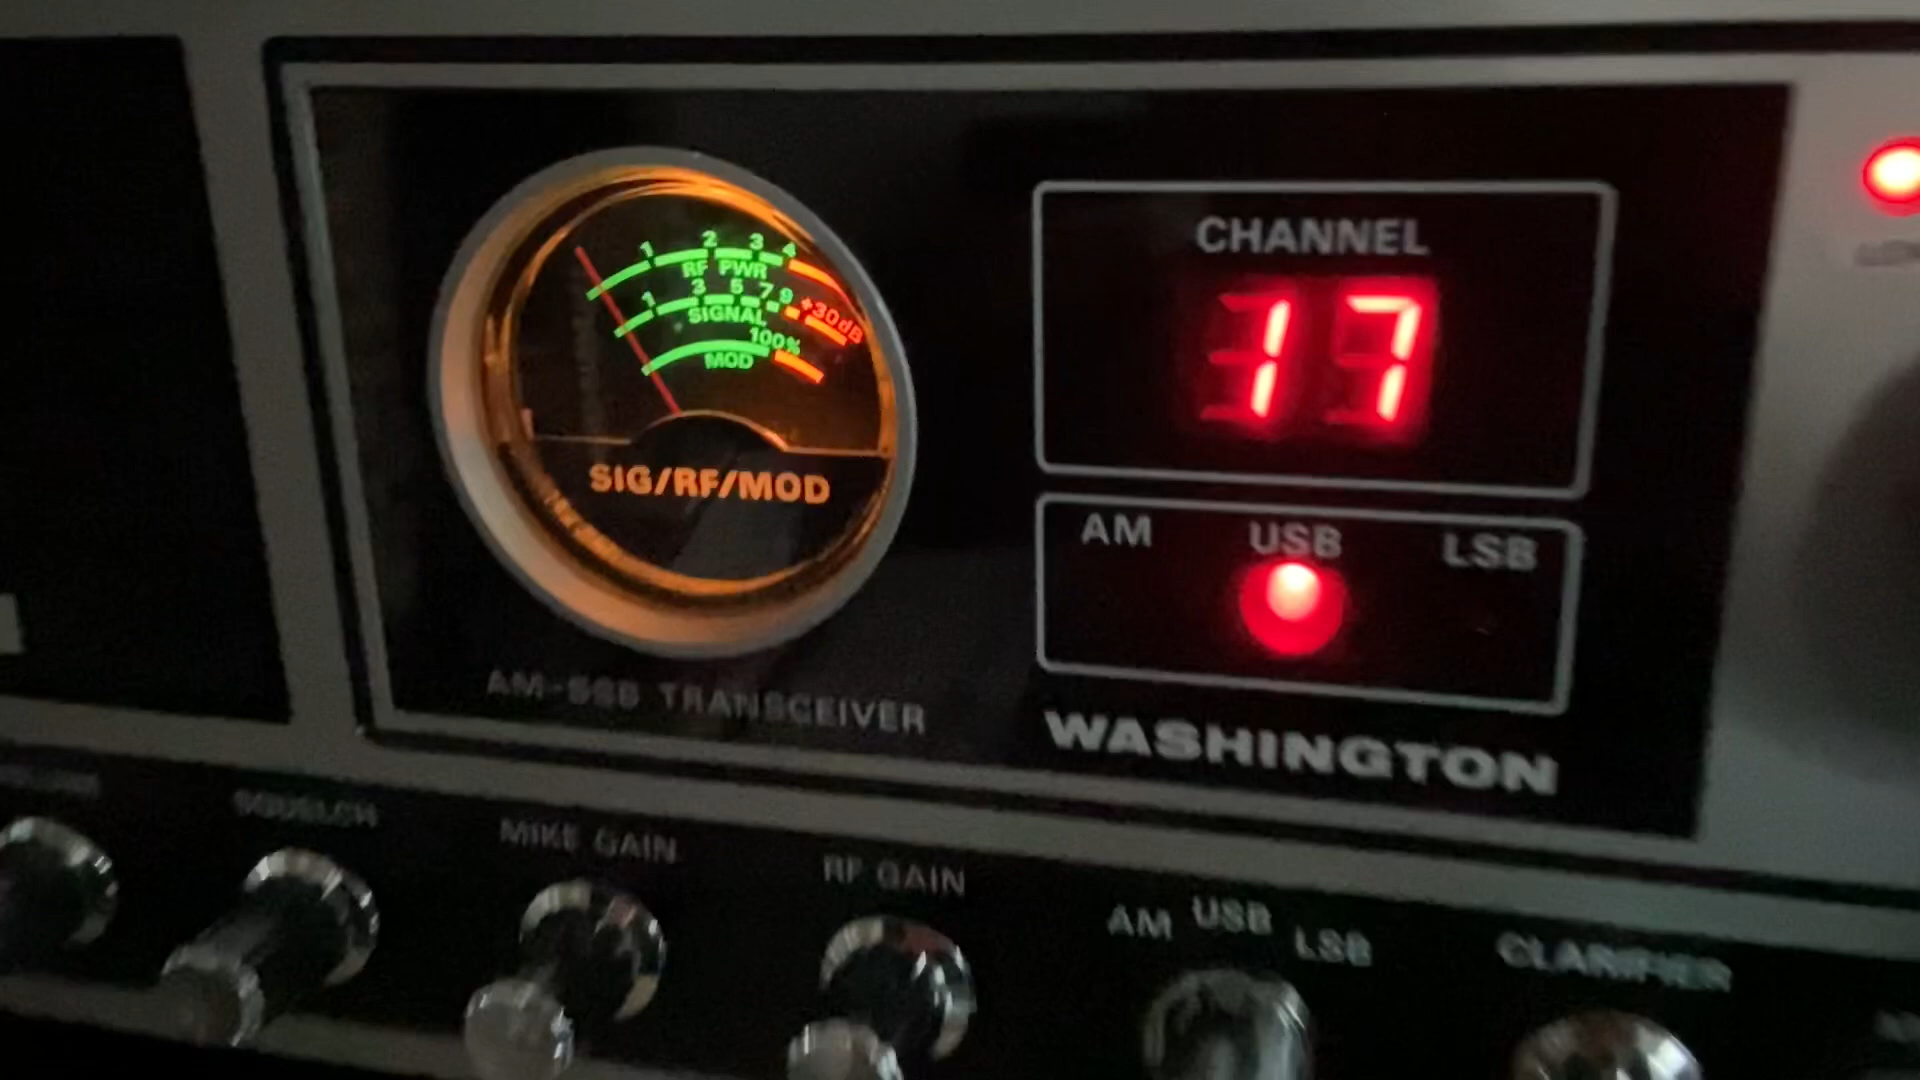 1 2 3 4
RF PWR
1 3 5 7 9 +30dB
SIGNAL
100%
MOD
SIG/RF/MOD
AM-SSB TRANSCEIVER
CHANNEL
17
AM USB LSB
WASHINGTON
SQUELCH
MIKE GAIN
RF GAIN
AM USB LSB
CLARIFIER